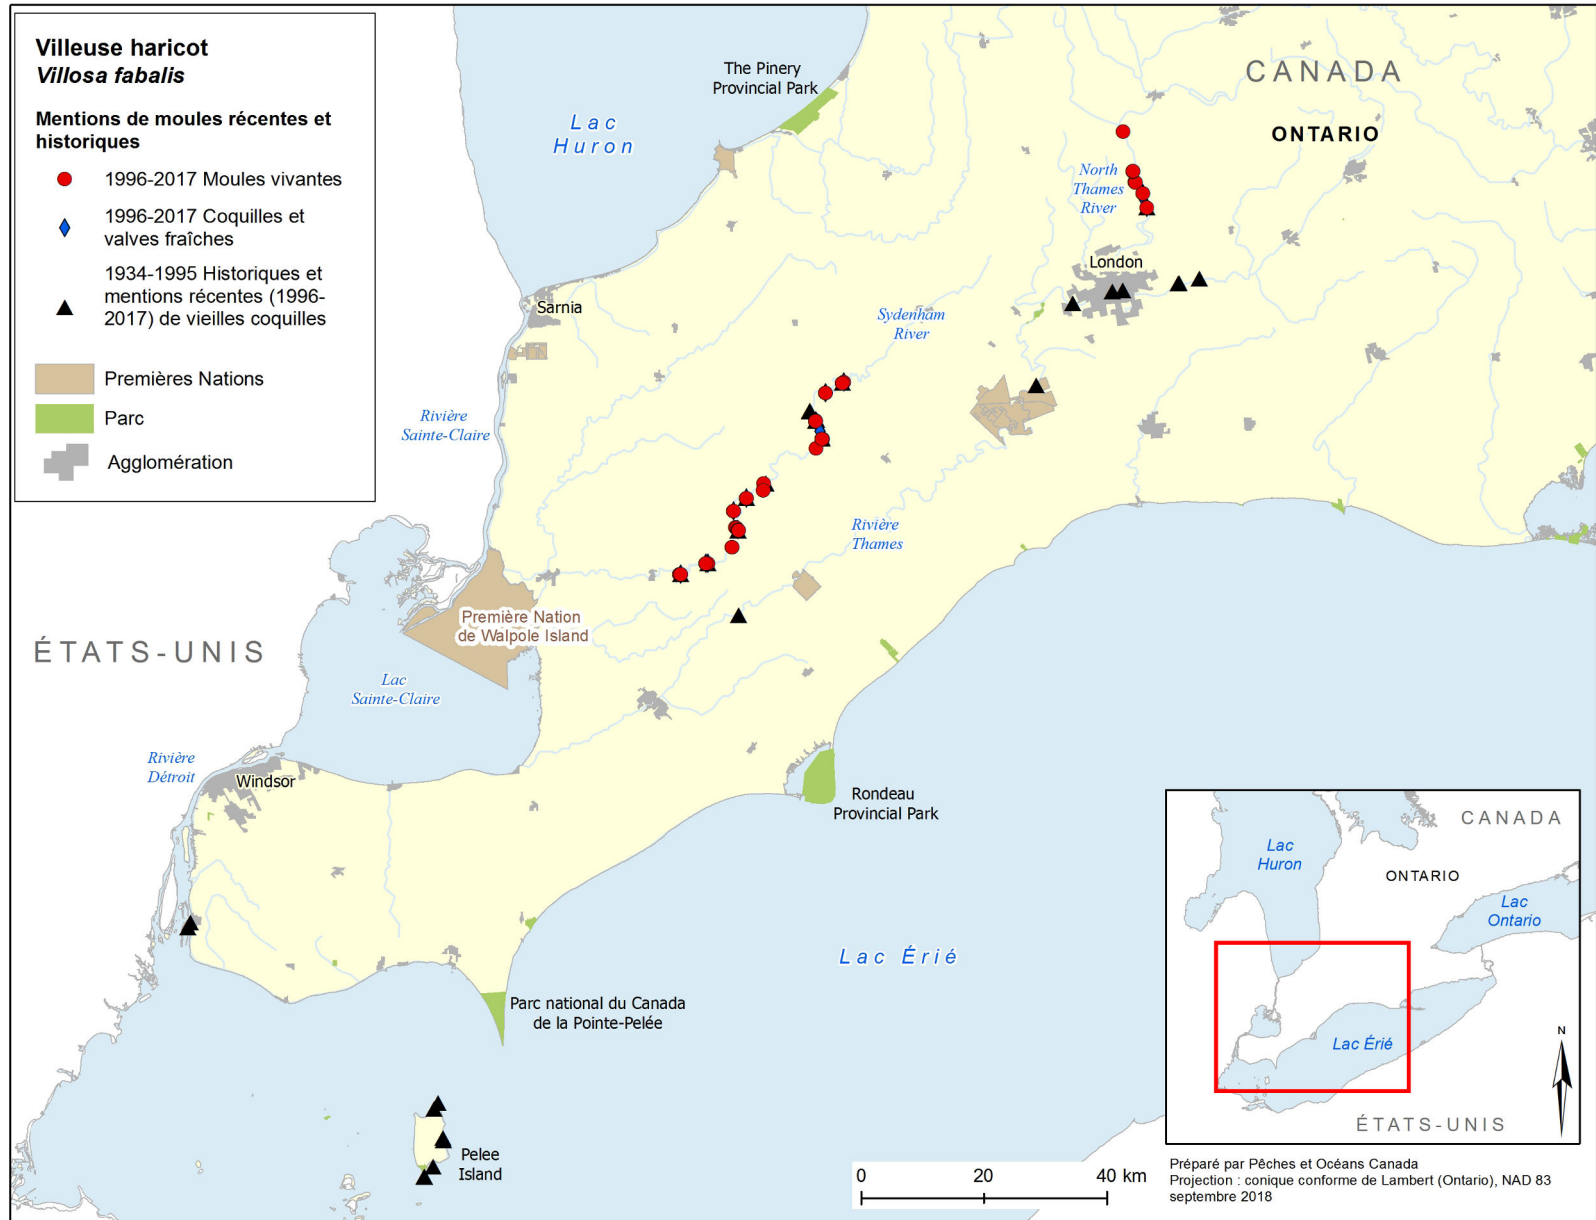 Villeuse haricot
Villosa fabalis
Mentions de moules récentes et
historiques
1996-2017 Moules vivantes
1996-2017 Coquilles et
valves fraîches
1934-1995 Historiques et
mentions récentes (1996-
2017) de vieilles coquilles
Premières Nations
Parc
Agglomération
The Pinery
Provincial Park
CANADA
ONTARIO
Lac
Huron
North
Thames
River
London
Sarnia
Sydenham
River
Rivière
Sainte-Claire
Rivière
Thames
Première Nation
de Walpole Island
ÉTATS-UNIS
Lac
Sainte-Claire
Rivière
Détroit
Windsor
Rondeau
Provincial Park
Lac Érié
Parc national du Canada
de la Pointe-Pelée
Pelee
Island
0
20
40 km
CANADA
Lac
Huron
ONTARIO
Lac
Ontario
Lac Érié
N
ÉTATS-UNIS
Préparé par Pêches et Océans Canada
Projection : conique conforme de Lambert (Ontario), NAD 83
septembre 2018